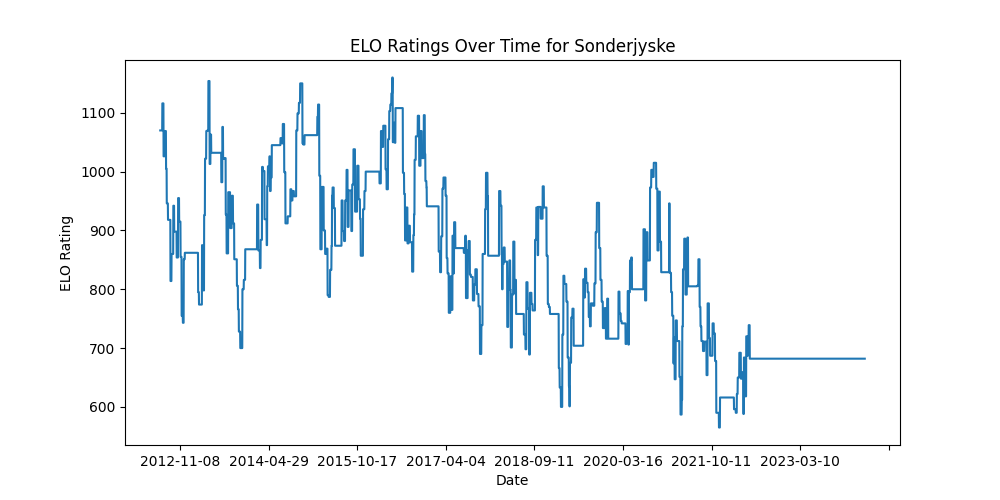 ELO Ratings Over Time for Sonderjyske
1100
1000
900
800
700
600
ELO Rating
2012-11-08 2014-04-29 2015-10-17 2017-04-04 2018-09-11 2020-03-16 2021-10-11 2023-03-10
Date